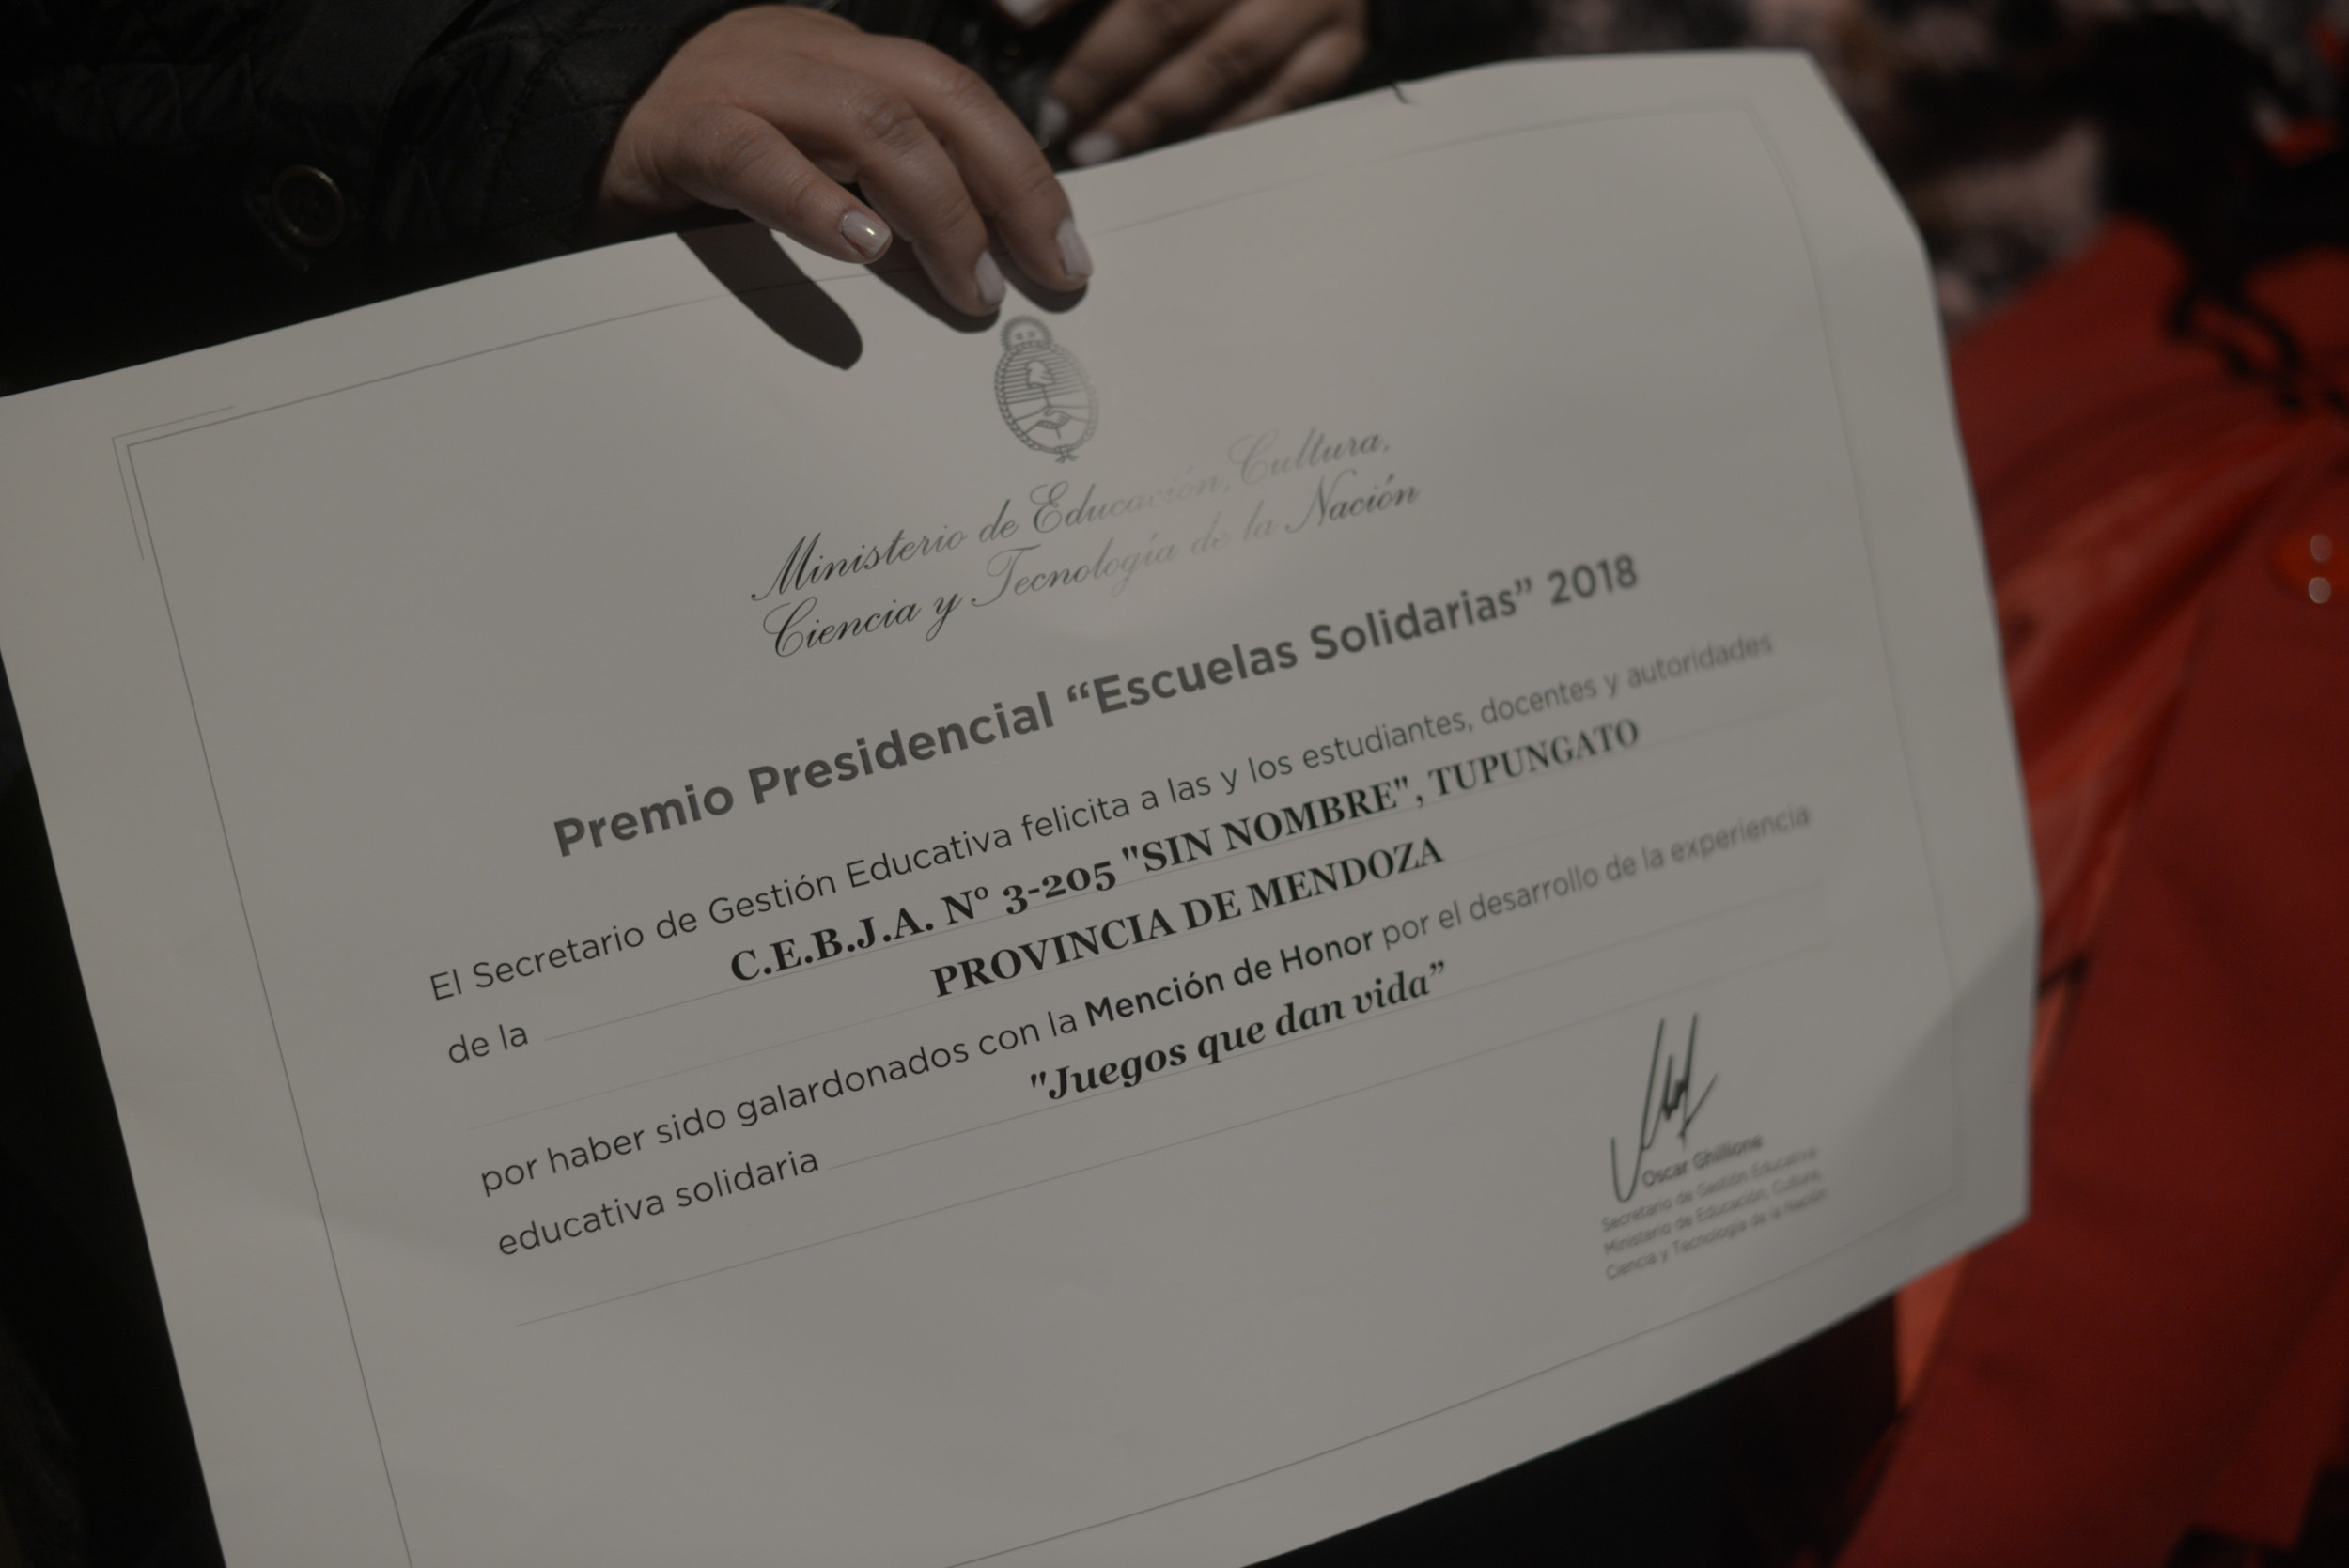 Ministerio de Educación, Cultura,
Ciencia y Tecnología de la Nación
Premio Presidencial “Escuelas Solidarias” 2018
El Secretario de Gestión Educativa felicita a las y los estudiantes, docentes y autoridades
de la C.E.B.J.A. Nº 3-205 "SIN NOMBRE", TUPUNGATO
PROVINCIA DE MENDOZA
por haber sido galardonados con la Mención de Honor por el desarrollo de la experiencia
educativa solidaria "Juegos que dan vida”
Oscar Ghillione
Secretario de Gestión Educativa
Ministerio de Educación, Cultura,
Ciencia y Tecnología de la Nación